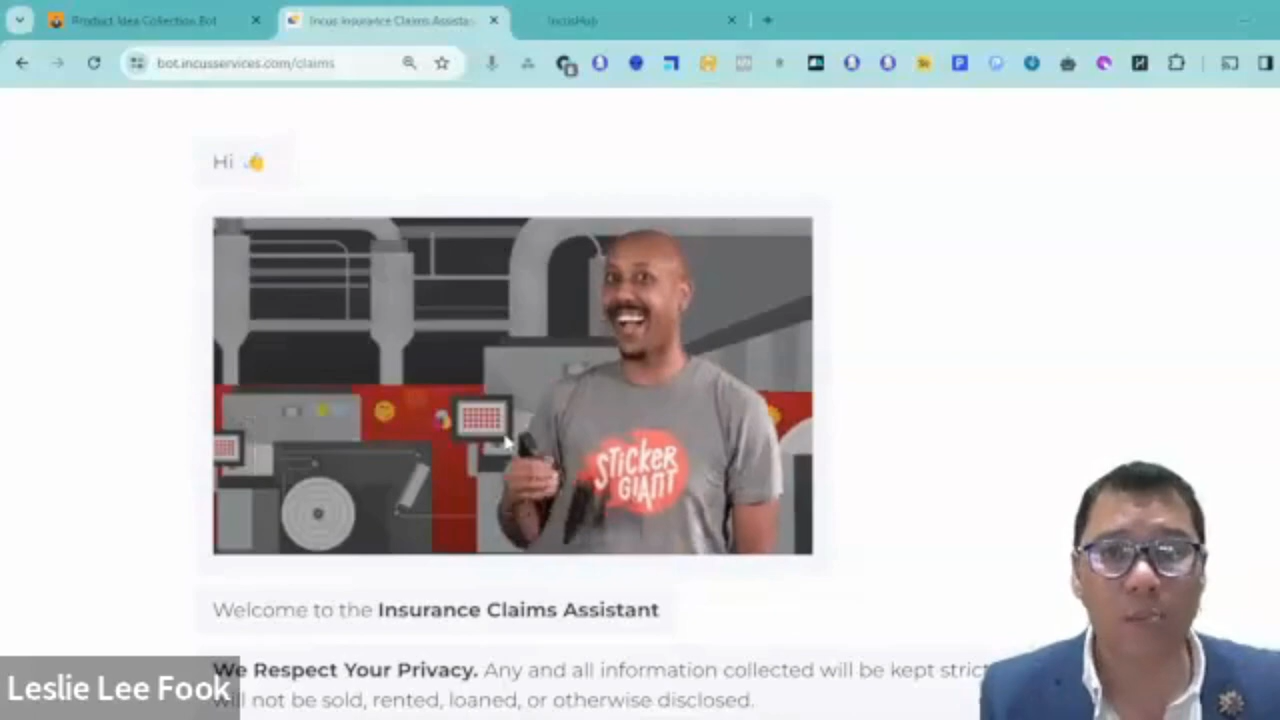 Product Idea Collection Bot
Incus Insurance Claims Assista
IncusHub
bot.incusservices.com/claims
Hi
STICKER
GIANT
Welcome to the Insurance Claims Assistant
We Respect Your Privacy. Any and all information collected will be kept strict
will not be sold, rented, loaned, or otherwise disclosed.
Leslie Lee Fook